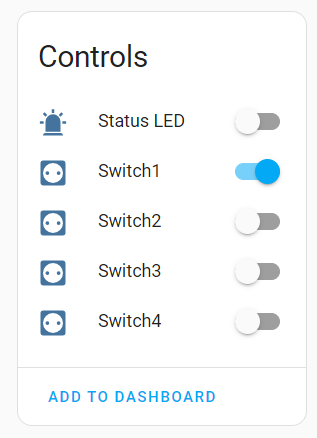 Controls
Status LED
Switch1
Switch2
Switch3
Switch4
ADD TO DASHBOARD